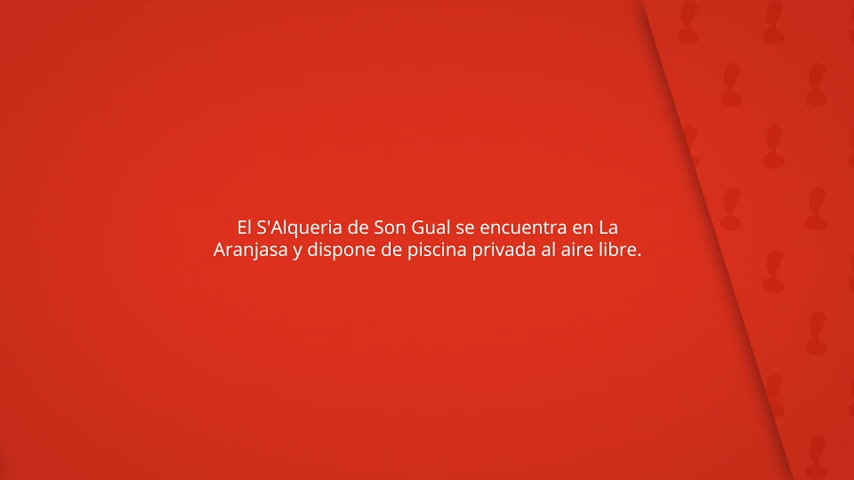 El S'Alqueria de Son Gual se encuentra en La
Aranjasa y dispone de piscina privada al aire libre.